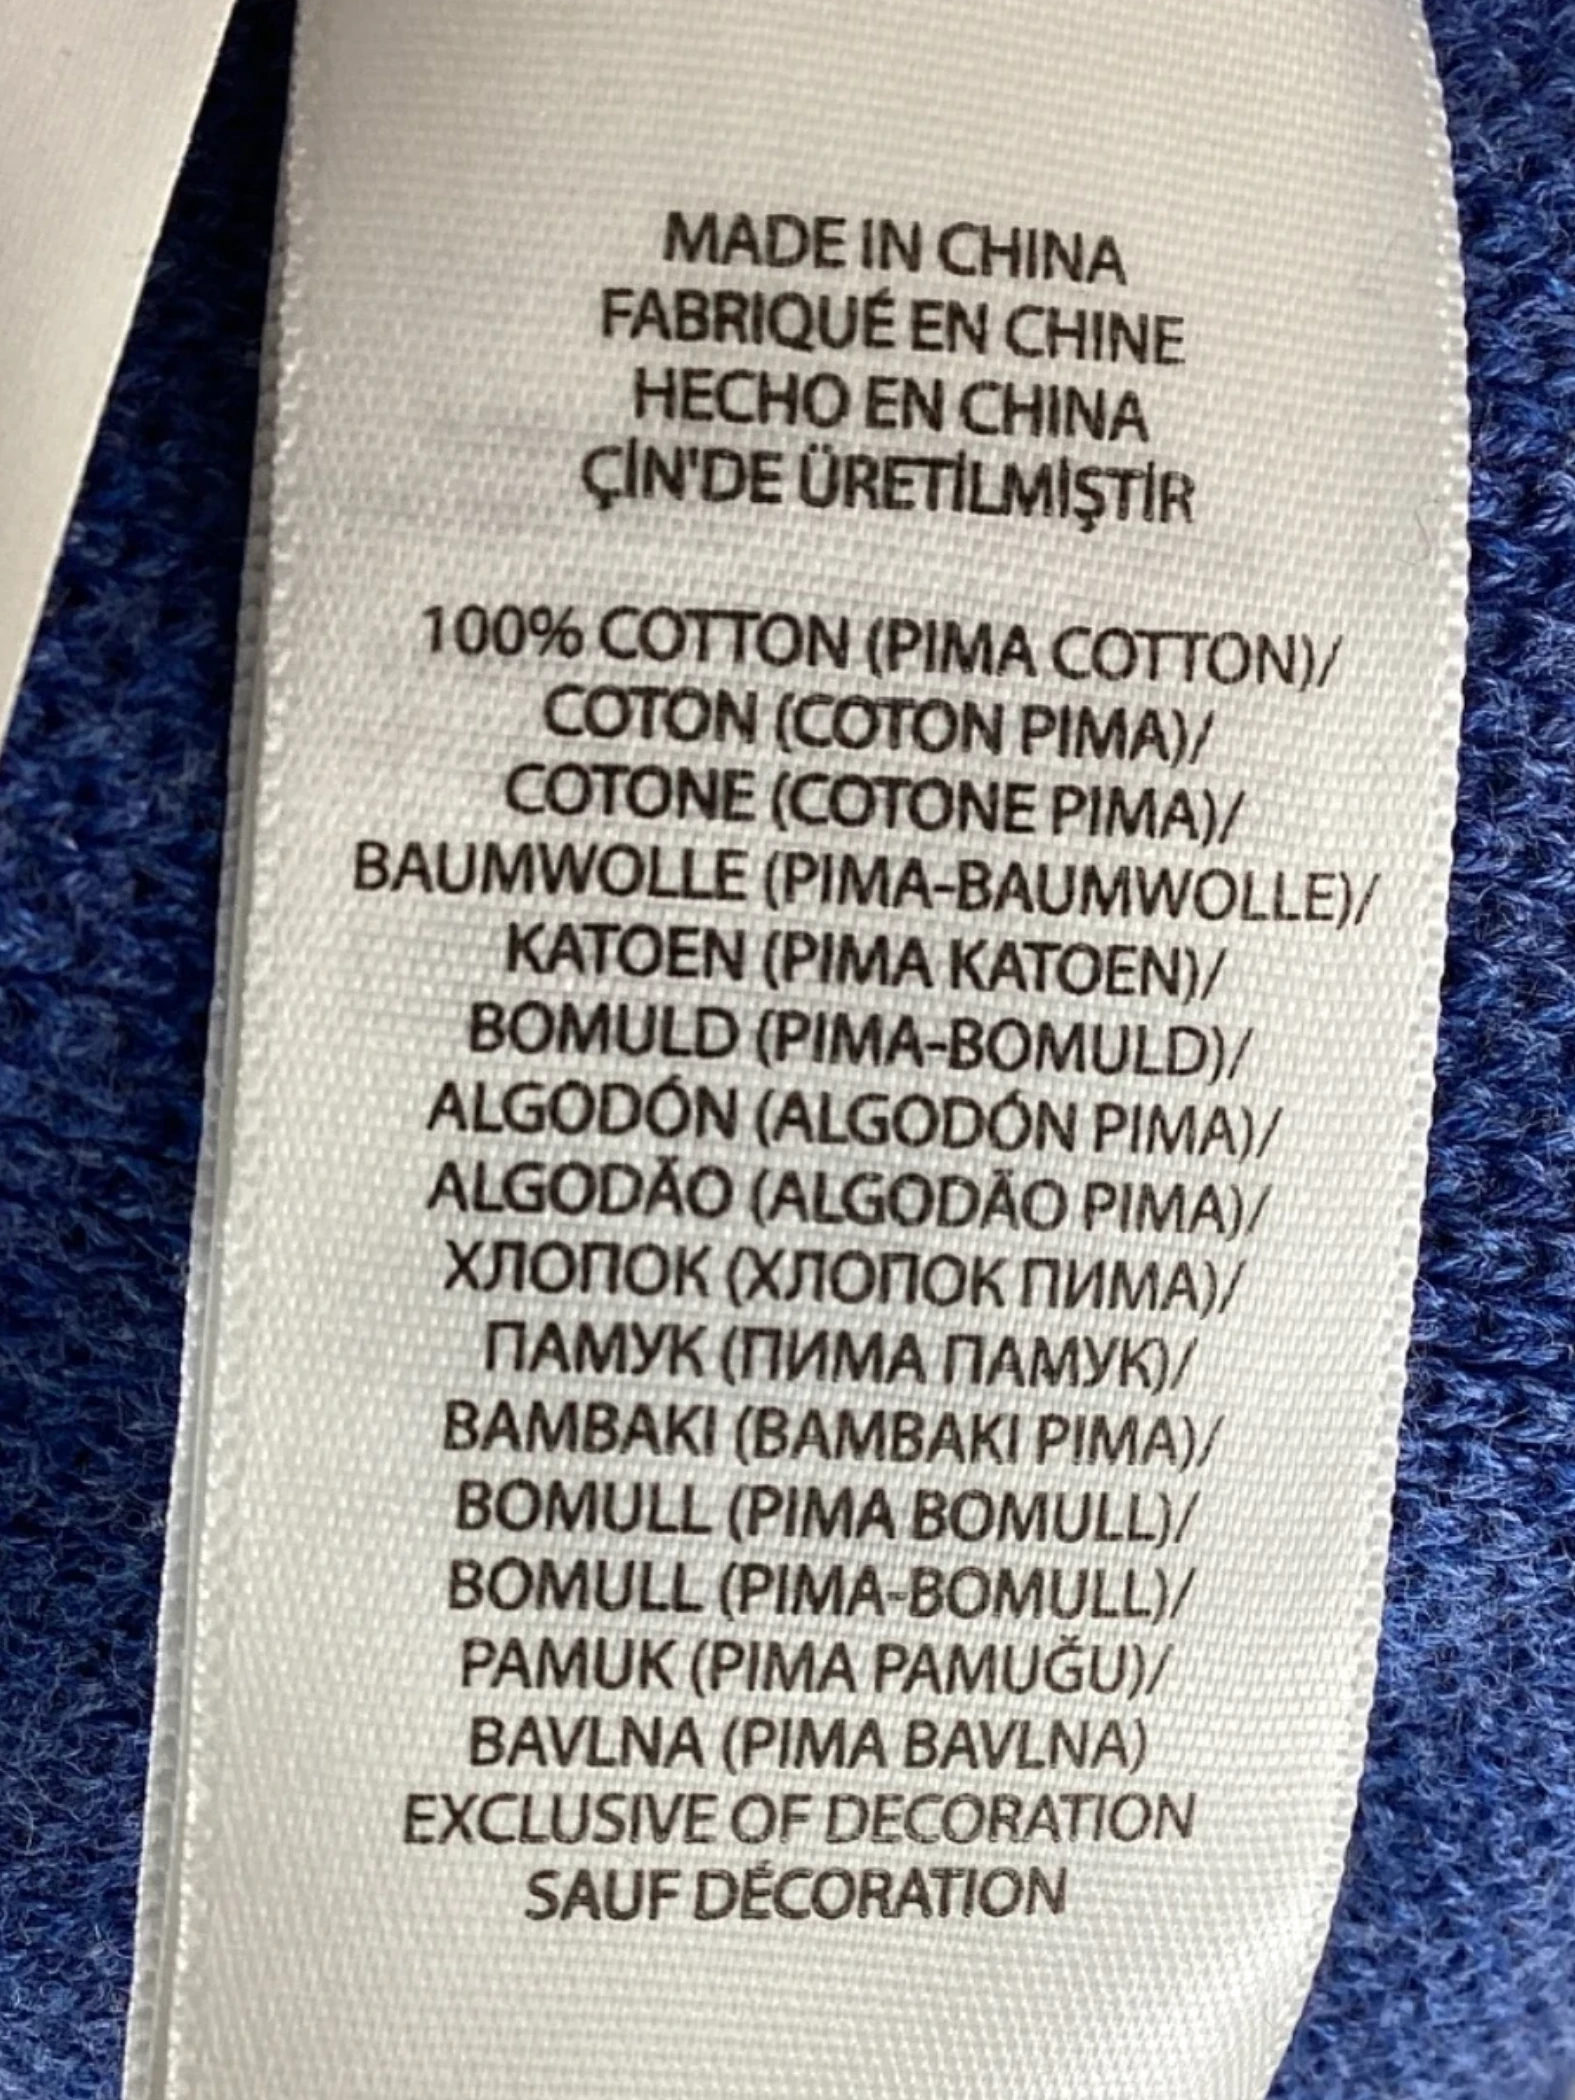 MADE IN CHINA
FABRIQUÉ EN CHINE
HECHO EN CHINA
ÇİN'DE ÜRETİLMİŞTİR
100% COTTON (PIMA COTTON)/
COTON (COTON PIMA)/
COTONE (COTONE PIMA)/
BAUMWOLLE (PIMA-BAUMWOLLE)/
KATOEN (PIMA KATOEN)/
BOMULD (PIMA-BOMULD)/
ALGODÓN (ALGODÓN PIMA)/
ALGODÃO (ALGODÃO PIMA)/
ХЛОПОК (ХЛОПОК ПИМА)/
ПАМУК (ПИМА ПАМУК)/
ΒΑΜΒΑΚΙ (ΒΑΜΒΑΚΙ PIMA)/
BOMULL (PIMA BOMULL)/
BOMULL (PIMA-BOMULL)/
PAMUK (PIMA PAMUĞU)/
BAVLNA (PIMA BAVLNA)
EXCLUSIVE OF DECORATION
SAUF DÉCORATION